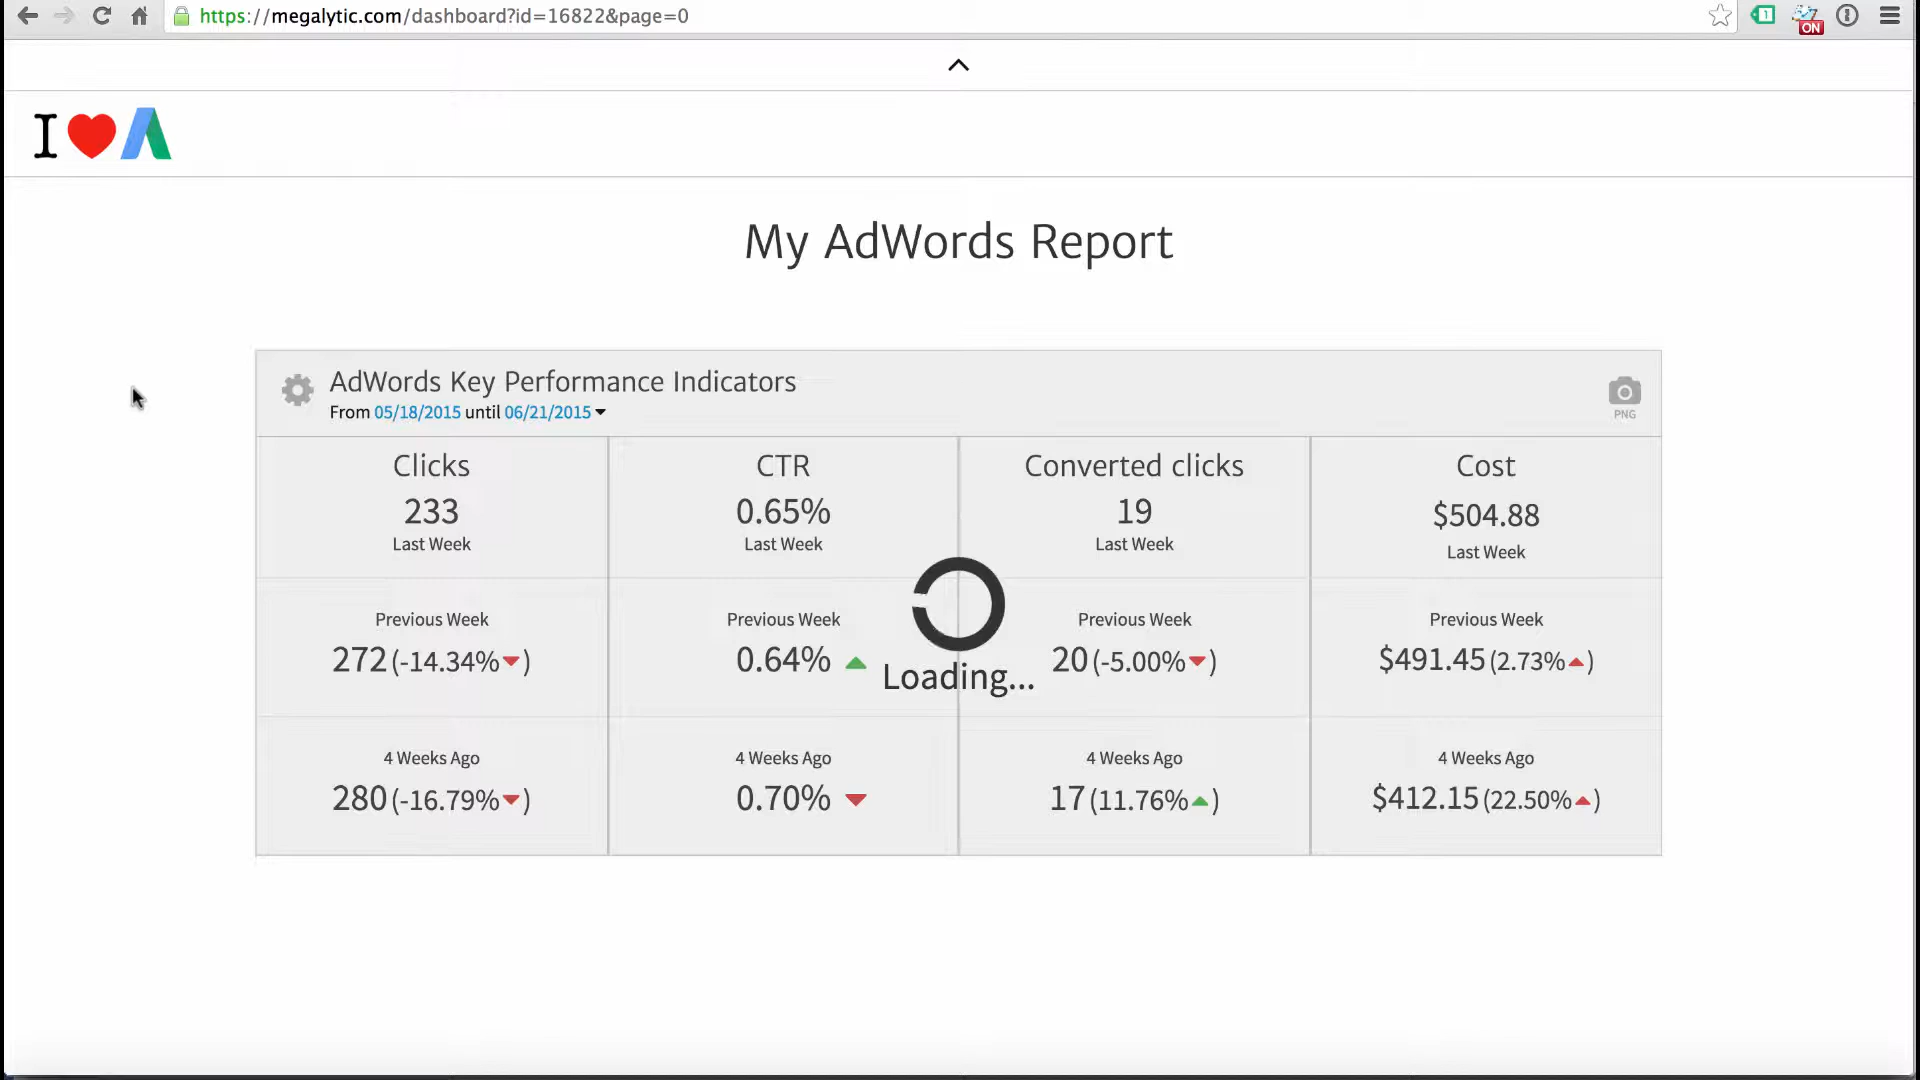 https://megalytic.com/dashboard?id=16822&page=0
1
ON
I
My AdWords Report
AdWords Key Performance Indicators
From 05/18/2015 until 06/21/2015
PNG
Clicks
233
Last Week
CTR
0.65%
Last Week
Converted clicks
19
Last Week
Cost
$504.88
Last Week
Previous Week
272 (-14.34%)
Previous Week
0.64%
Previous Week
20 (-5.00%)
Previous Week
$491.45 (2.73%)
Loading...
4 Weeks Ago
280 (-16.79%)
4 Weeks Ago
0.70%
4 Weeks Ago
17 (11.76%)
4 Weeks Ago
$412.15 (22.50%)